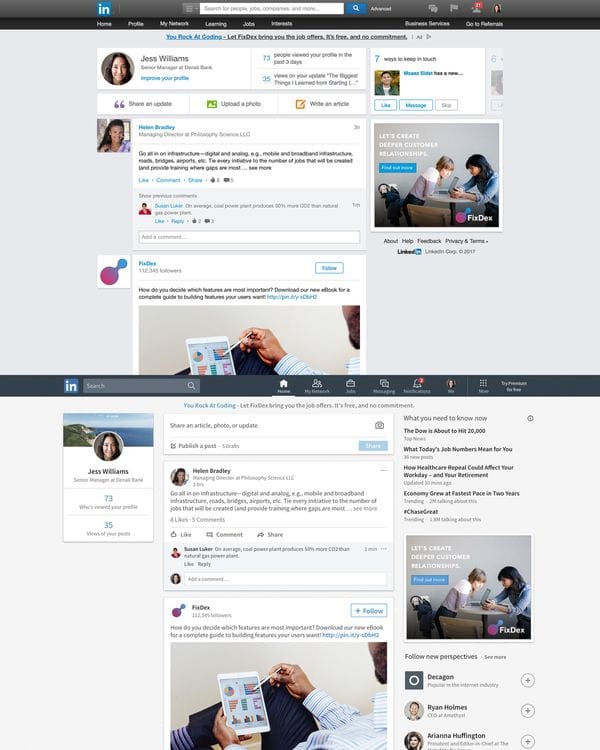 in
Search for people, jobs, companies, and more...
Advanced
21
Home
Profile
My Network
Learning
Jobs
Interests
Business Services
Go to Referrals
You Rock At Coding - Let FixDex bring you the job offers. It's free, and no commitment. | Ad
Jess Williams
Senior Manager at Denali Bank
Improve your profile
73 people viewed your profile in the
past 3 days
35 views on your update "The Biggest
Things I Learned from Starting (...
7 ways to keep in touch
6
Moaaz Sidat has a new...
Like
Message
Skip
Share an update
Upload a photo
Write an article
Helen Bradley
3h
Managing Director at Philosophy Science LLC
Go all in on infrastructure—digital and analog, e.g., mobile and broadband infrastructure,
roads, bridges, airports, etc. Tie every initiative to the number of jobs that will be created
(and provide training where gaps are most ... see more
Like • Comment • Share • 8 5
Show previous comments
Susan Luker On average, coal power plant produces 50% more CO2 than natural
1m
gas power plant.
Like • Reply • 2 3
Add a comment...
LET'S CREATE
DEEPER CUSTOMER
RELATIONSHIPS.
Find out more
FixDex
About Help Feedback Privacy & Terms
LinkedIn LinkedIn Corp. © 2017
FixDex
112,345 followers
Follow
How do you decide which features are most important? Download our new eBook for a
complete guide to building features your users want! http://pin.it/y-sDbH2
in
Search
Home
My Network
Jobs
Messaging
Notifications
Me
More
Try Premium
for free
You Rock At Coding - Let FixDex bring you the job offers. It's free, and no commitment.
Jess Williams
Senior Manager at Denali Bank
73
Who's viewed your profile
35
Views of your posts
Share an article, photo, or update
Publish a post • 5 Drafts
Share
Helen Bradley
Managing Director at Philosophy Science LLC
3 hrs
Go all in on infrastructure—digital and analog, e.g., mobile and broadband
infrastructure, roads, bridges, airports, etc. Tie every initiative to the number of
jobs that will be created (and provide training where gaps are most... see more
8 Likes • 5 Comments
Like
Comment
Share
Susan Luker On average, coal power plant produces 50% more CO2 than
1 min
natural gas power plant.
Like Reply
Add a comment...
FixDex
112,345 followers
+ Follow
How do you decide which features are most important? Download our new eBook
for a complete guide to building features your users want! http://pin.it/y-sDbH2
What you need to know now
The Dow is About to Hit 20,000
Top News
What Today's Job Numbers Mean for You
36 new posts
How Healthcare Repeal Could Affect Your
Workday – and Your Retirement
Updated 10 mins ago
Economy Grew at Fastest Pace in Two Years
Trending • 2M talking about this
#ChaseGreat
Trending • 1.8M talking about this
LET'S CREATE
DEEPER CUSTOMER
RELATIONSHIPS.
Find out more
FixDex
Follow new perspectives • See more
Decagon
Popular in the internet industry
Ryan Holmes
CEO at Amethyst
Arianna Huffington
President and Editor-in-Chief at The